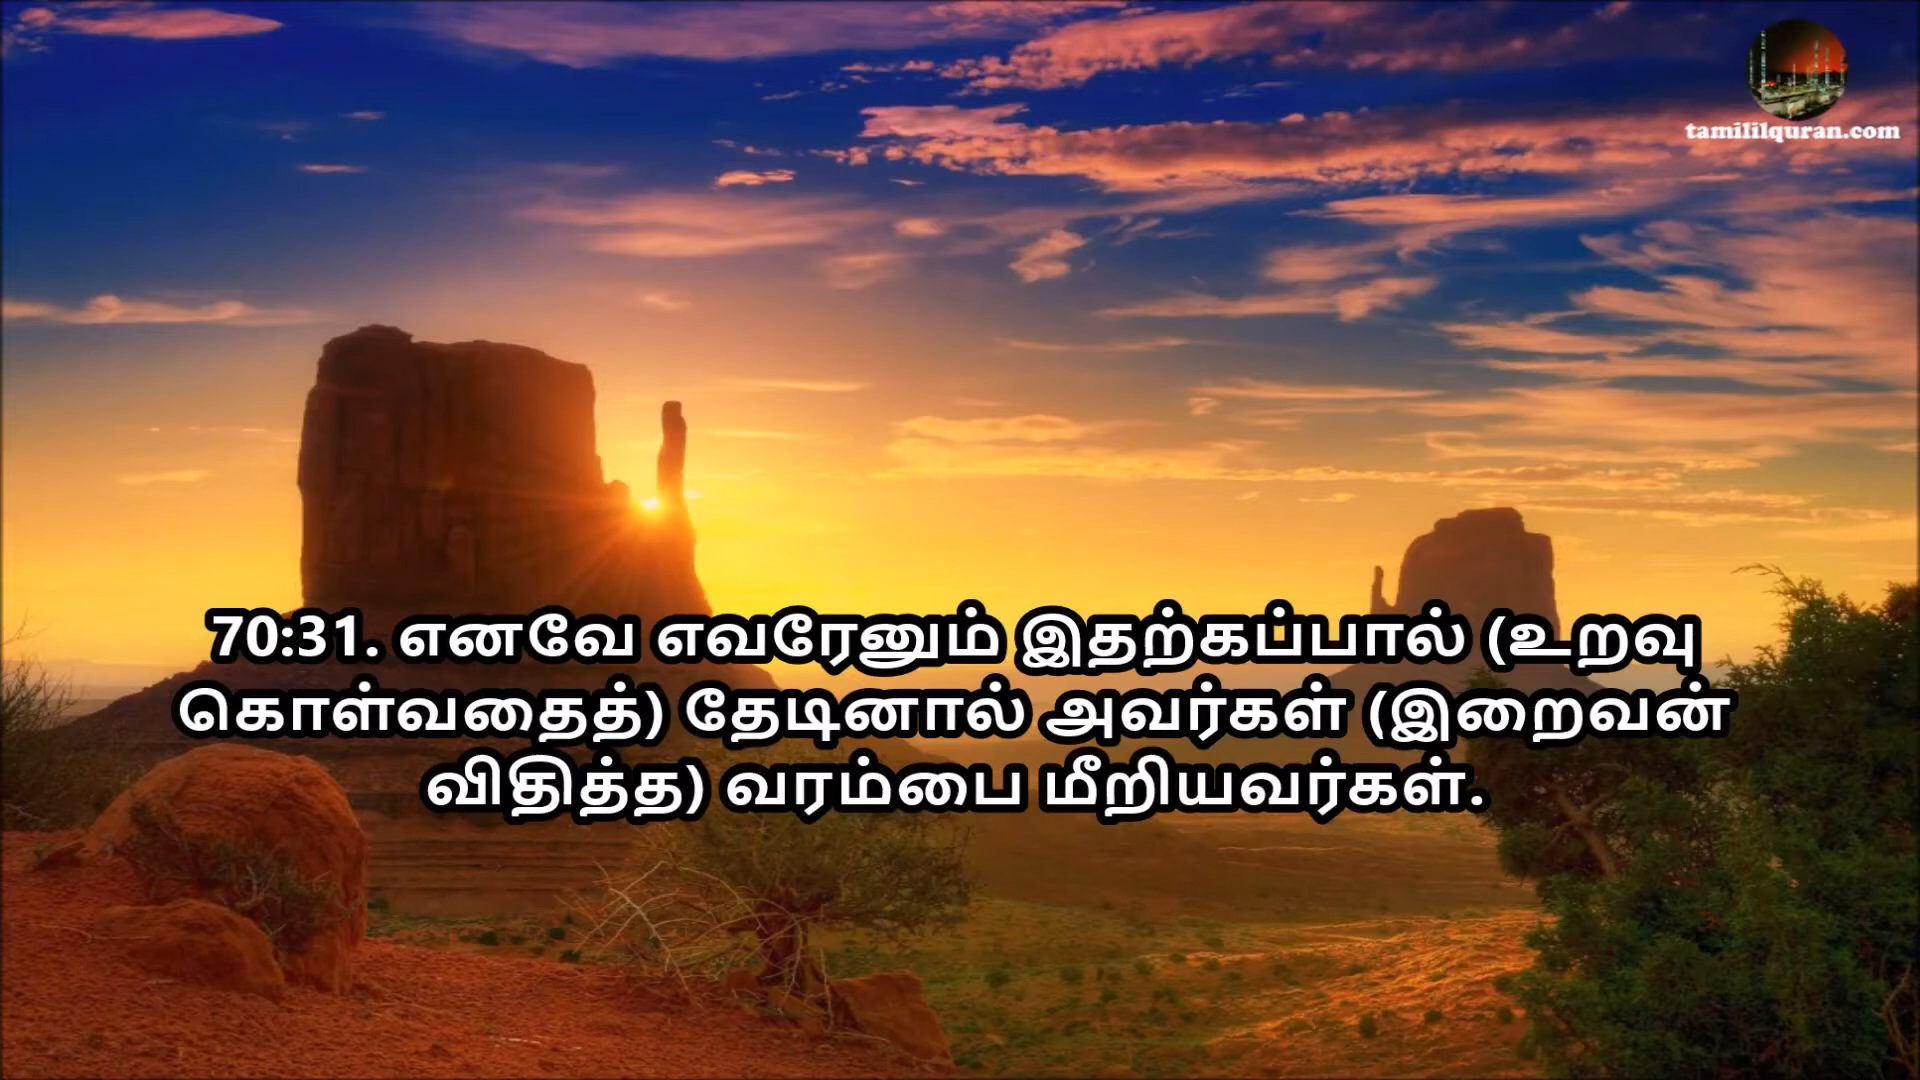 tamililquran.com
70:31. எனவே எவரேனும் இதற்கப்பால் (உறவு
கொள்வதைத்) தேடினால் அவர்கள் (இறைவன்
விதித்த) வரம்பை மீறியவர்கள்.